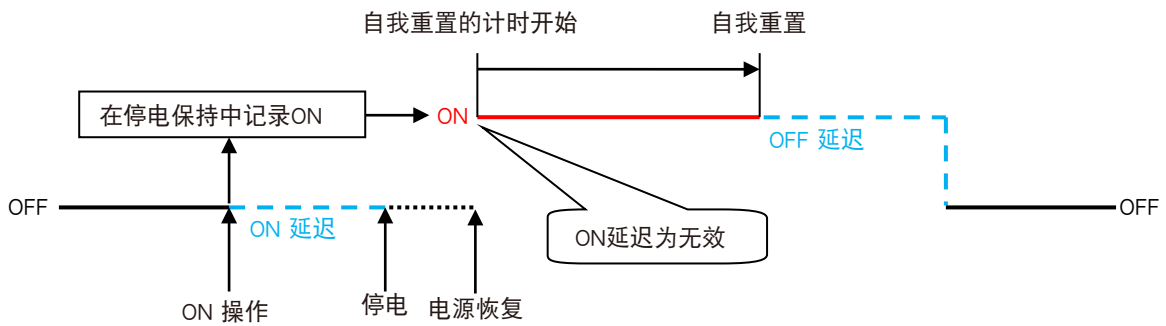 自我重置的计时开始
自我重置
在停电保持中记录ON
ON
OFF 延迟
OFF
ON 延迟
ON延迟为无效
OFF
ON 操作
停电
电源恢复